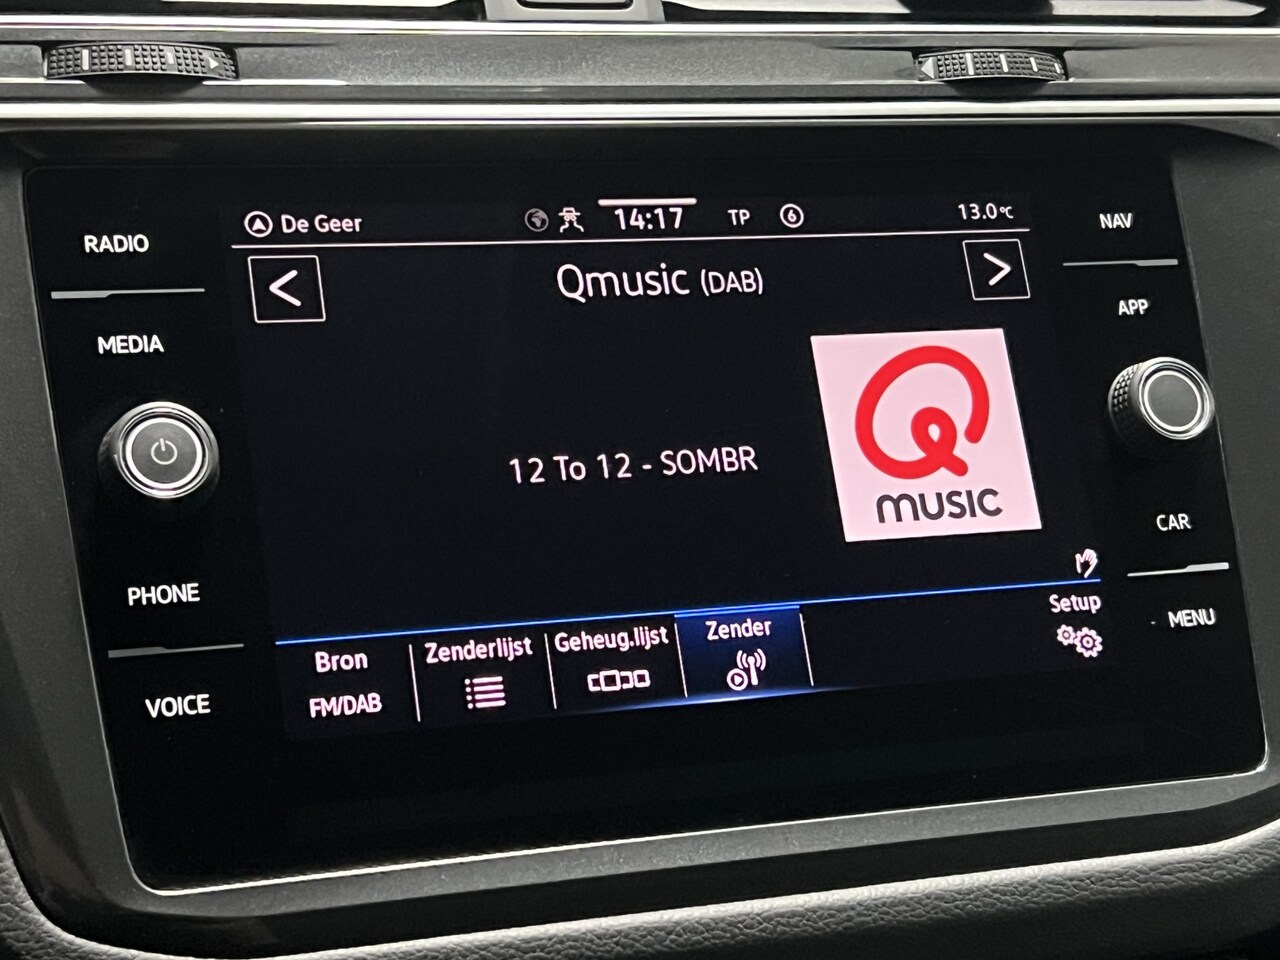 De Geer
14:17
TP
6
13.0°C
RADIO
MEDIA
PHONE
VOICE
Qmusic (DAB)
12 To 12 - SOMBR
MUSIC
NAV
APP
CAR
MENU
Bron
FM/DAB
Zenderlijst
Geheug.lijst
Zender
Setup